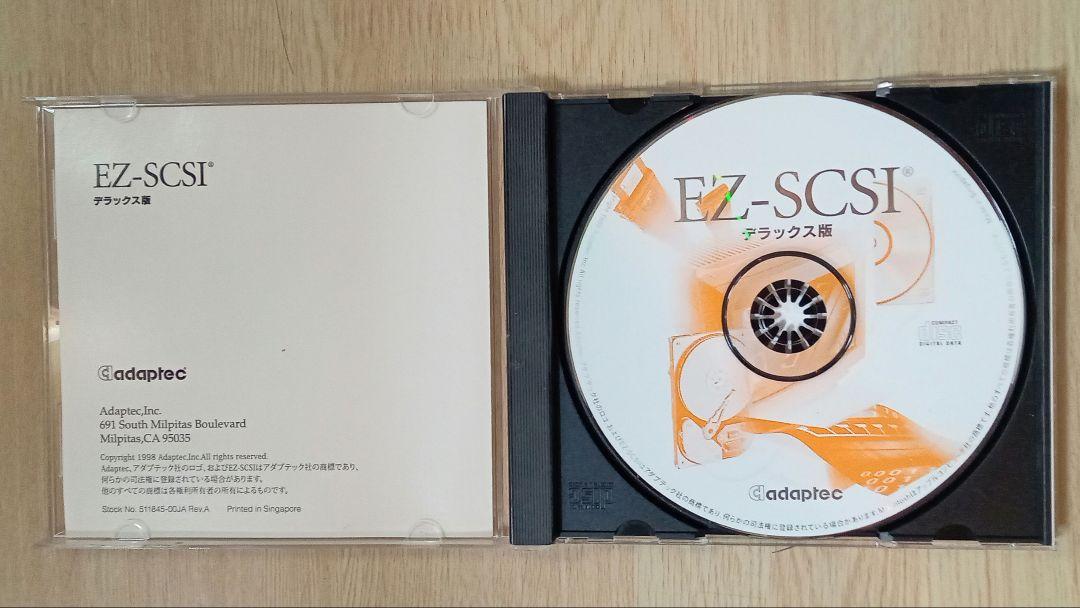 EZ-SCSI®
デラックス版
adaptec
Adaptec,Inc.
691 South Milpitas Boulevard
Milpitas,CA 95035
Copyright 1998 Adaptec,Inc.All rights reserved.
Adaptec, アダプテック社のロゴ、およびEZ-SCSIはアダプテック社の商標であり、
何らかの司法権に登録されている場合があります。
他のすべての商標は各権利所有者の所有によるものです。
Stock No. 511845-00JA Rev.A Printed in Singapore
EZ-SCSI®
デラックス版
COMPACT
disc
DIGITAL DATA
adaptec